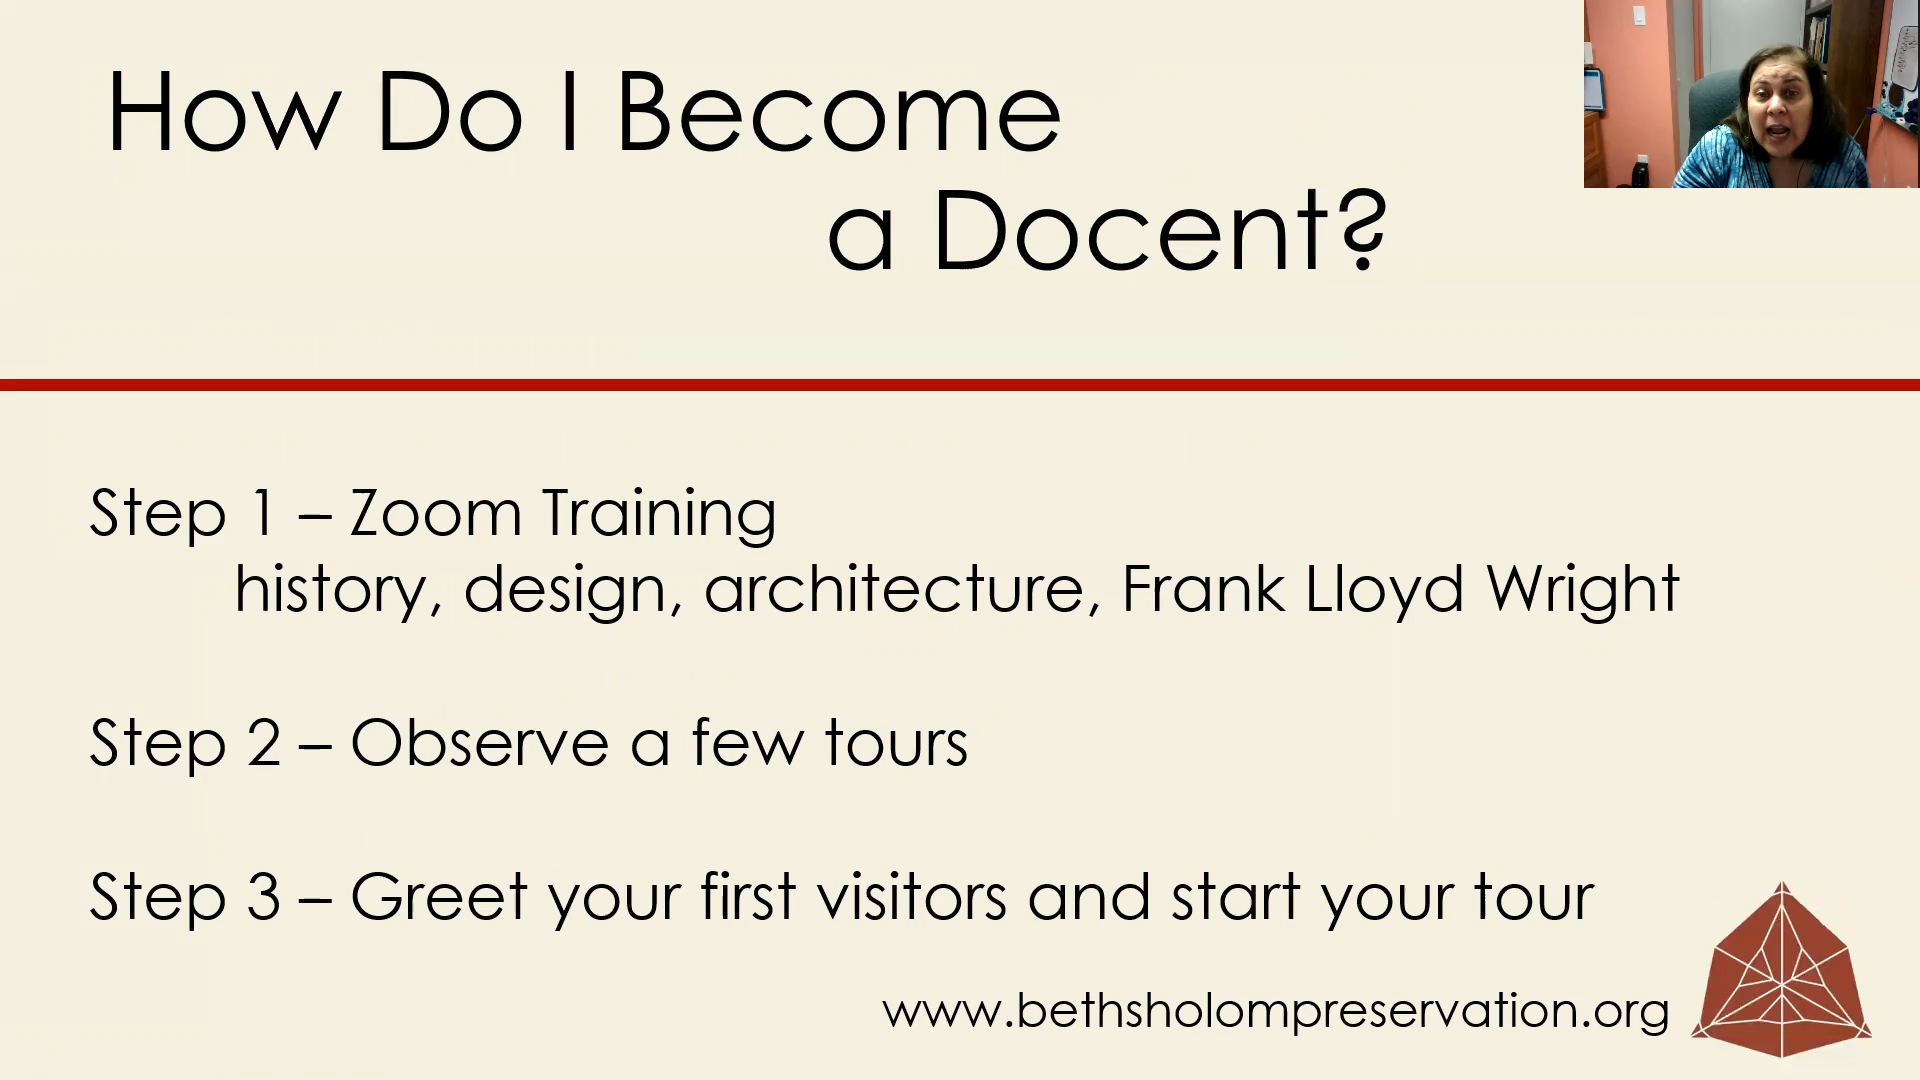 How Do I Become
a Docent?
Step 1 – Zoom Training
history, design, architecture, Frank Lloyd Wright
Step 2 – Observe a few tours
Step 3 – Greet your first visitors and start your tour
www.bethsholompreservation.org